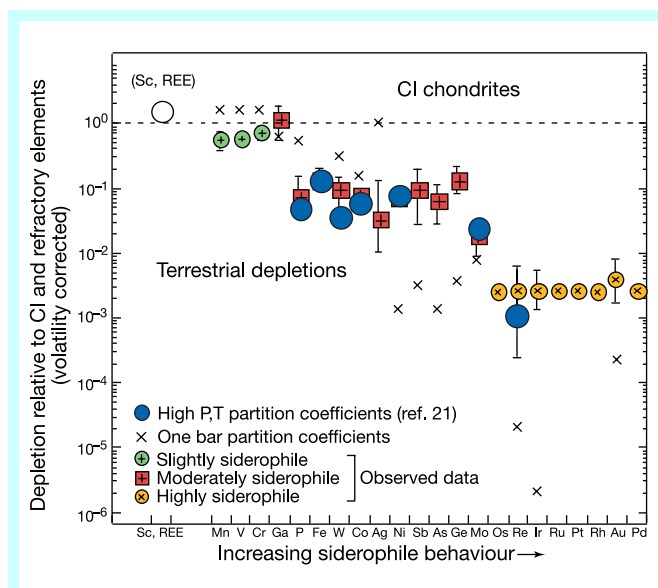 (Sc, REE)
CI chondrites
10⁰
10⁻¹
10⁻²
10⁻³
10⁻⁴
10⁻⁵
10⁻⁶
Depletion relative to CI and refractory elements
(volatility corrected)
Terrestrial depletions
High P,T partition coefficients (ref. 21)
One bar partition coefficients
Slightly siderophile
Moderately siderophile
Highly siderophile
Observed data
Sc, REE Mn V Cr Ga P Fe W Co Ag Ni Sb As Ge Mo Os Re Ir Ru Pt Rh Au Pd
Increasing siderophile behaviour→